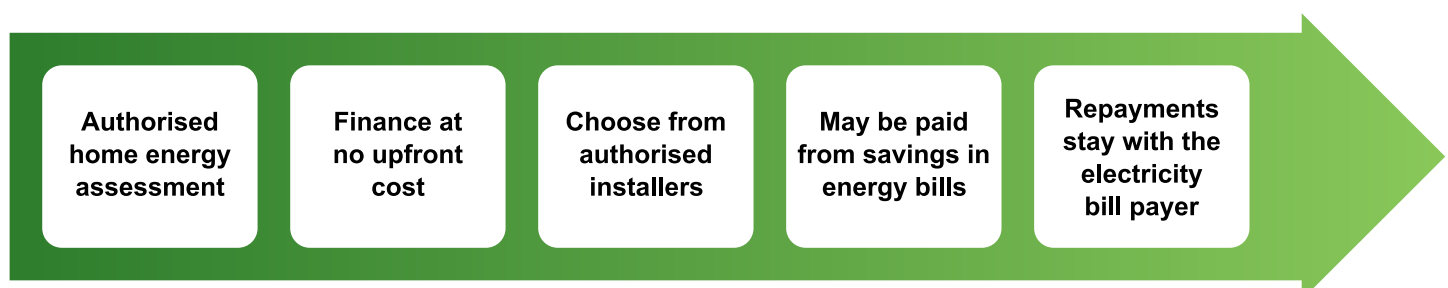 Authorised
home energy
assessment
Finance at
no upfront
cost
Choose from
authorised
installers
May be paid
from savings in
energy bills
Repayments
stay with the
electricity
bill payer